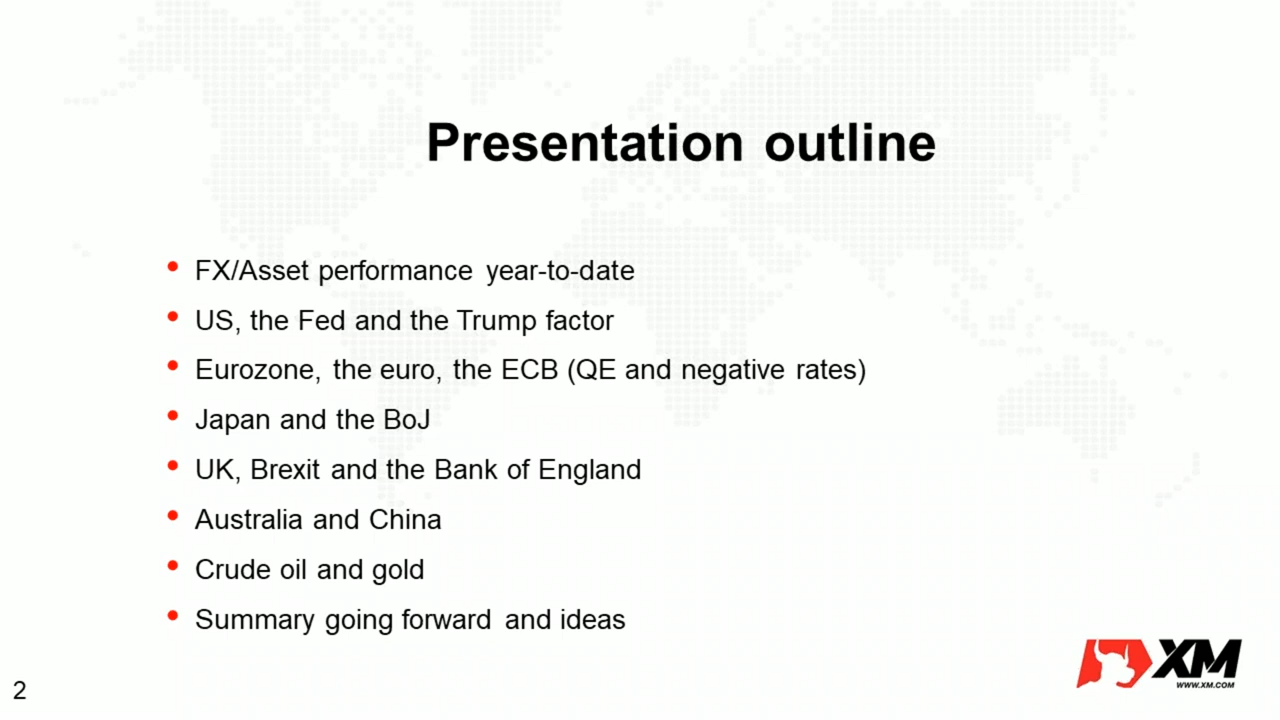 Presentation outline
• FX/Asset performance year-to-date
• US, the Fed and the Trump factor
• Eurozone, the euro, the ECB (QE and negative rates)
• Japan and the BoJ
• UK, Brexit and the Bank of England
• Australia and China
• Crude oil and gold
• Summary going forward and ideas
XM
WWW.XM.COM
2